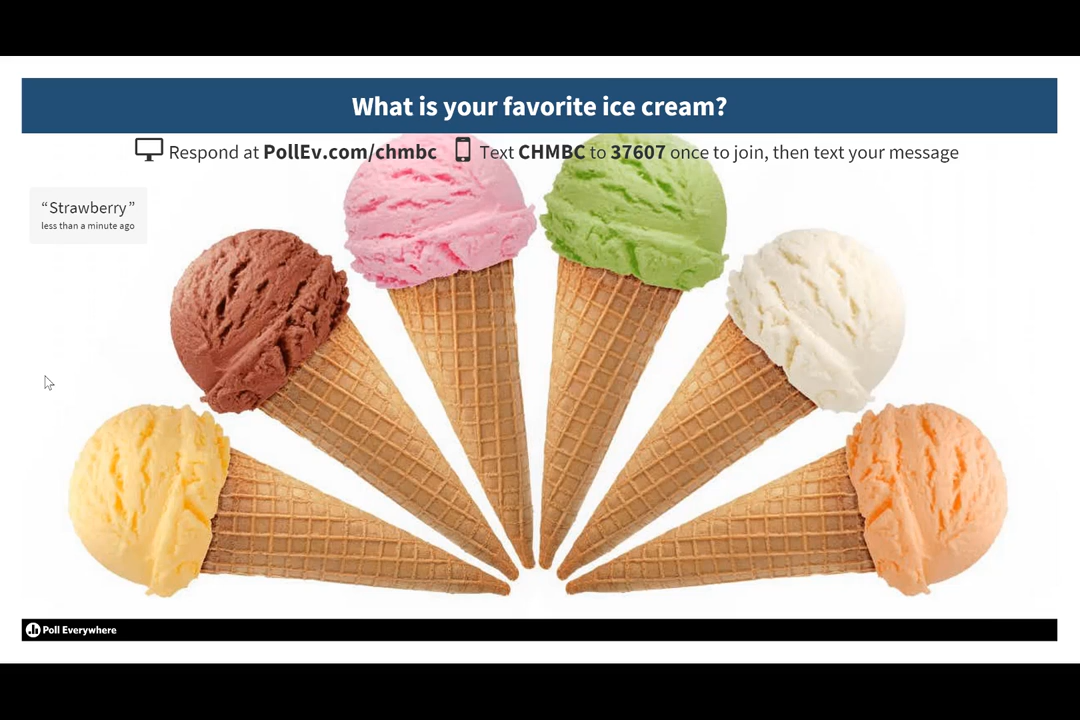 What is your favorite ice cream?
Respond at PollEv.com/chmbc Text CHMBC to 37607 once to join, then text your message
“Strawberry”
less than a minute ago
Poll Everywhere